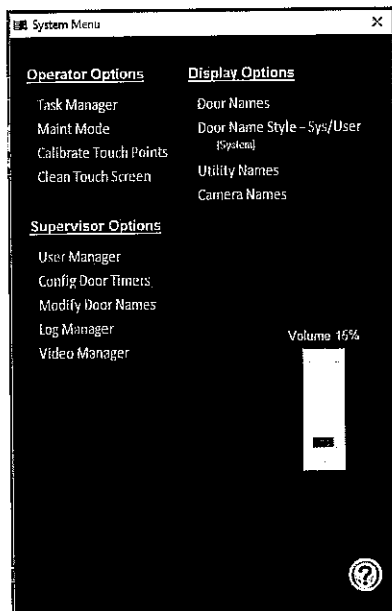 System Menu
Operator Options
Task Manager
Maint Mode
Calibrate Touch Points
Clean Touch Screen
Supervisor Options
User Manager
Config Door Timers
Modify Door Names
Log Manager
Video Manager
Display Options
Door Names
Door Name Style - Sys/User
[System]
Utility Names
Camera Names
Volume 16%
?